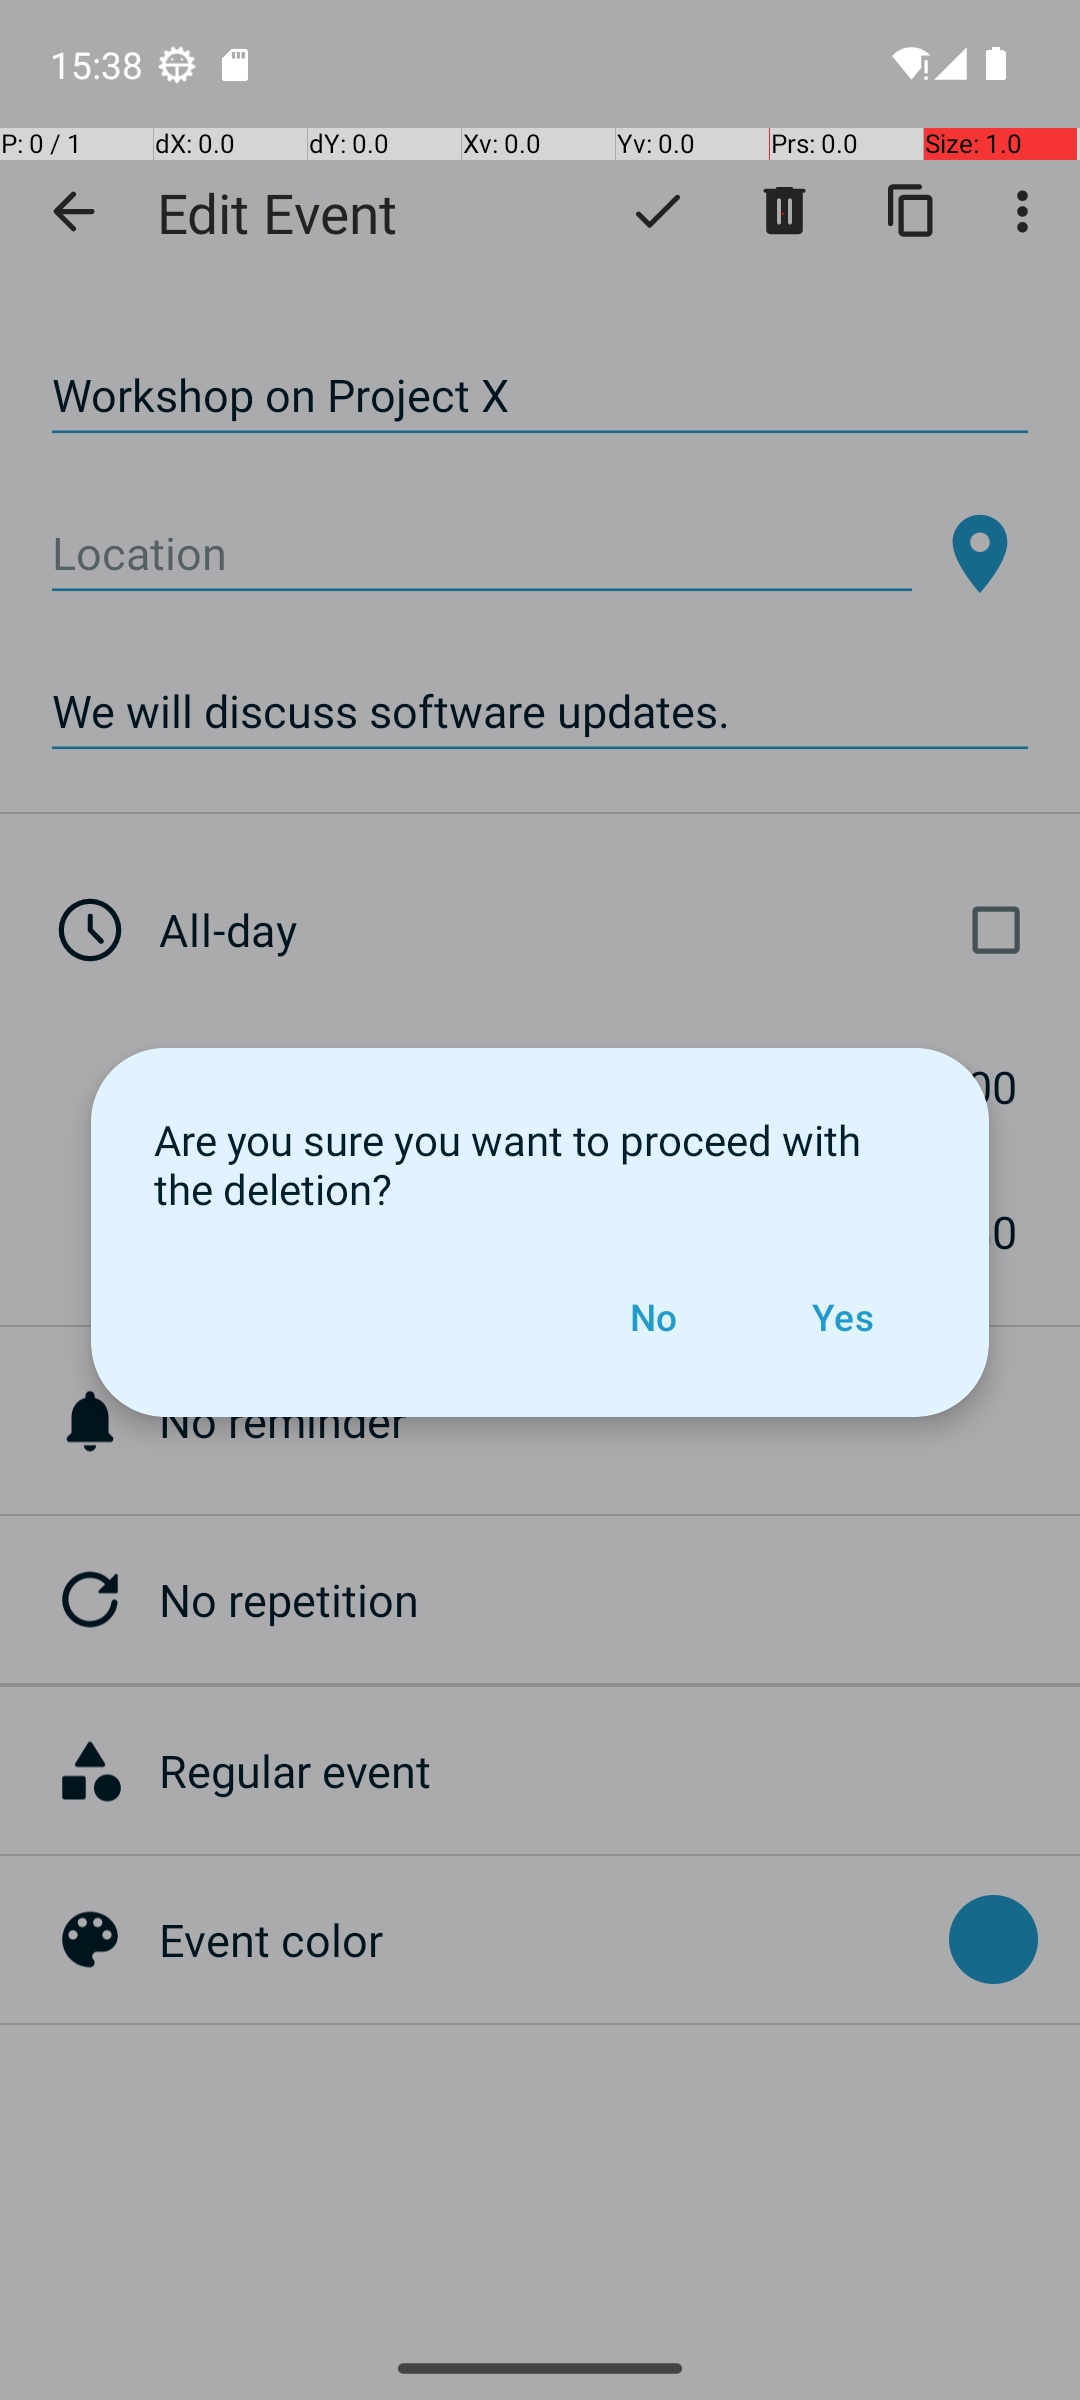 15:38
P: 0 / 1 dX: 0.0 dY: 0.0 Xv: 0.0 Yv: 0.0 Prs: 0.0 Size: 1.0
Edit Event
Workshop on Project X
Location
We will discuss software updates.
All-day
00
Are you sure you want to proceed with
the deletion?
0
No Yes
No reminder
No repetition
Regular event
Event color